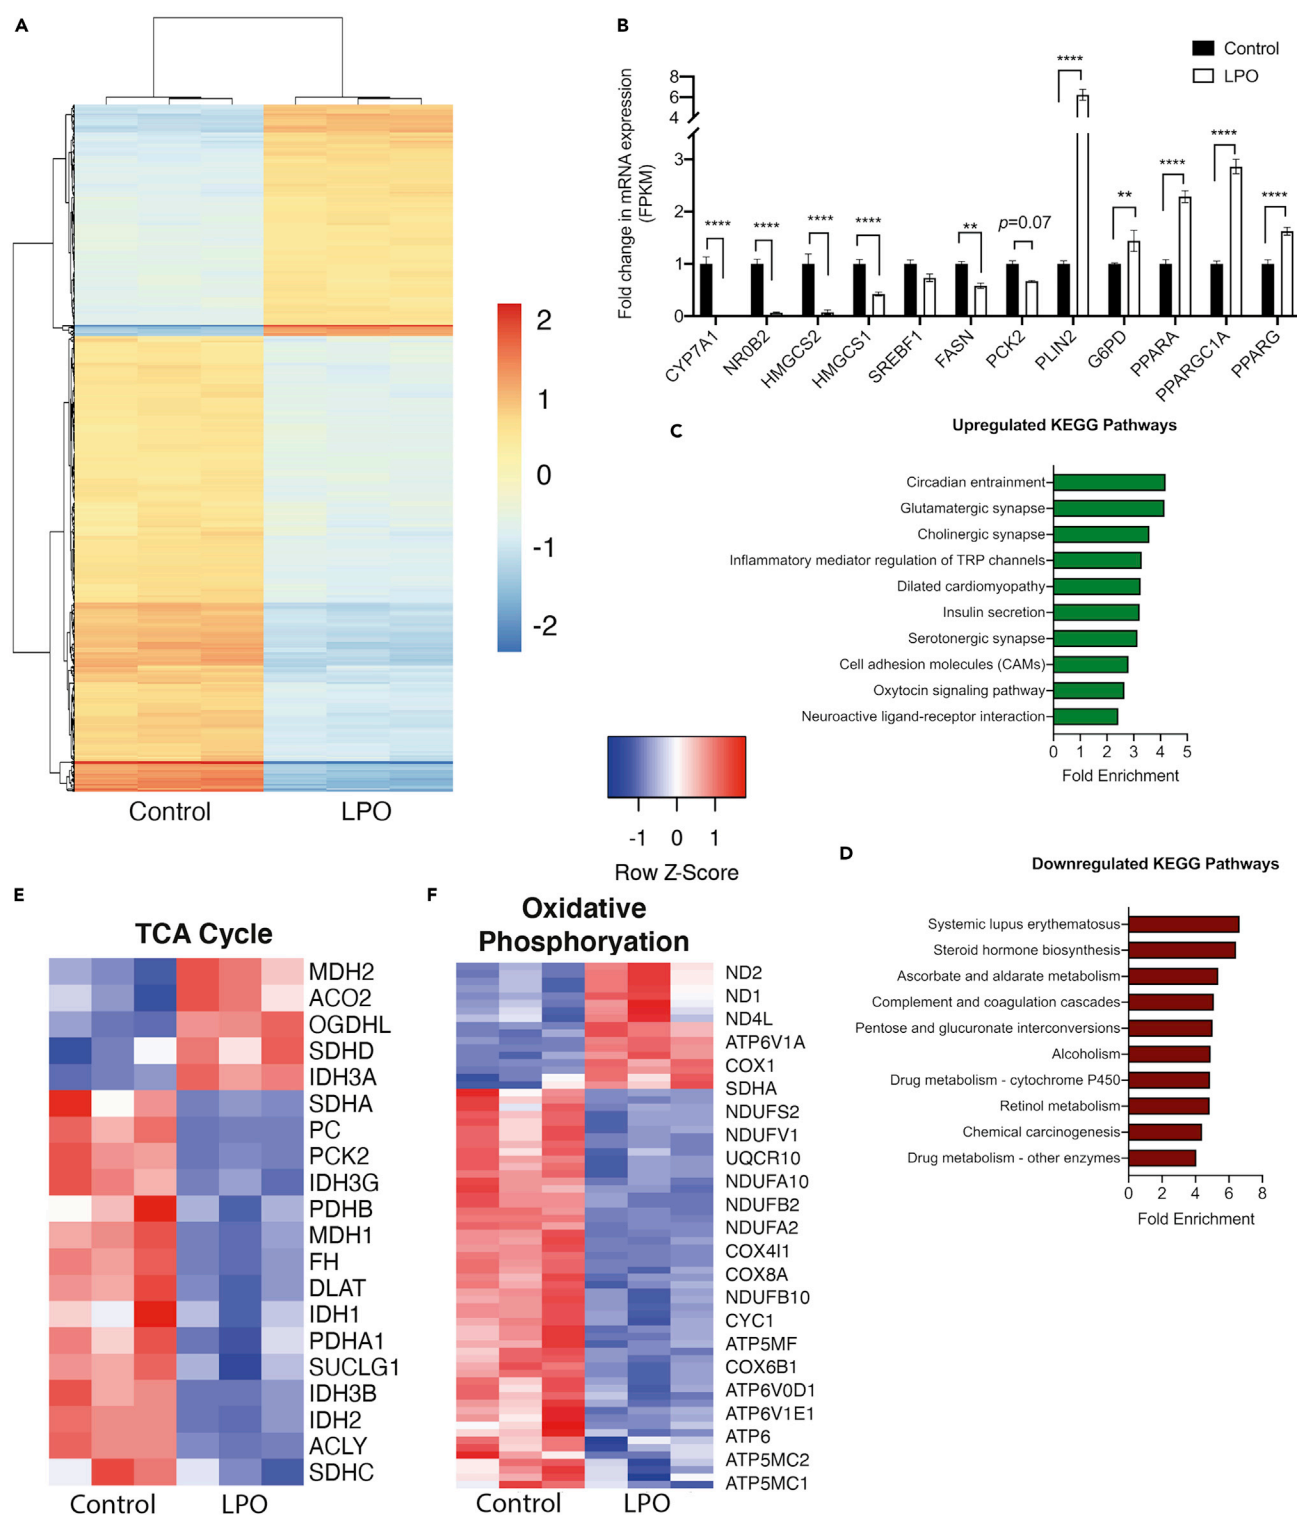 A
Control
LPO
2
1
0
-1
-2
B
Control
LPO
Fold change in mRNA expression
(FPKM)
8
6
4
3
2
1
0
****
****
****
****
**
p=0.07
****
**
****
****
****
CYP7A1
NR0B2
HMGCS2
HMGCS1
SREBF1
FASN
PCK2
PLIN2
G6PD
PPARA
PPARGC1A
PPARG
C
Upregulated KEGG Pathways
Circadian entrainment
Glutamatergic synapse
Cholinergic synapse
Inflammatory mediator regulation of TRP channels
Dilated cardiomyopathy
Insulin secretion
Serotonergic synapse
Cell adhesion molecules (CAMs)
Oxytocin signaling pathway
Neuroactive ligand-receptor interaction
0 1 2 3 4 5
Fold Enrichment
-1 0 1
Row Z-Score
D
Downregulated KEGG Pathways
Systemic lupus erythematosus
Steroid hormone biosynthesis
Ascorbate and aldarate metabolism
Complement and coagulation cascades
Pentose and glucuronate interconversions
Alcoholism
Drug metabolism - cytochrome P450
Retinol metabolism
Chemical carcinogenesis
Drug metabolism - other enzymes
0 2 4 6 8
Fold Enrichment
E
TCA Cycle
MDH2
ACO2
OGDHL
SDHD
IDH3A
SDHA
PC
PCK2
IDH3G
PDHB
MDH1
FH
DLAT
IDH1
PDHA1
SUCLG1
IDH3B
IDH2
ACLY
SDHC
Control
LPO
F
Oxidative
Phosphoryation
ND2
ND1
ND4L
ATP6V1A
COX1
SDHA
NDUFS2
NDUFV1
UQCR10
NDUFA10
NDUFB2
NDUFA2
COX4I1
COX8A
NDUFB10
CYC1
ATP5MF
COX6B1
ATP6V0D1
ATP6V1E1
ATP6
ATP5MC2
ATP5MC1
Control
LPO